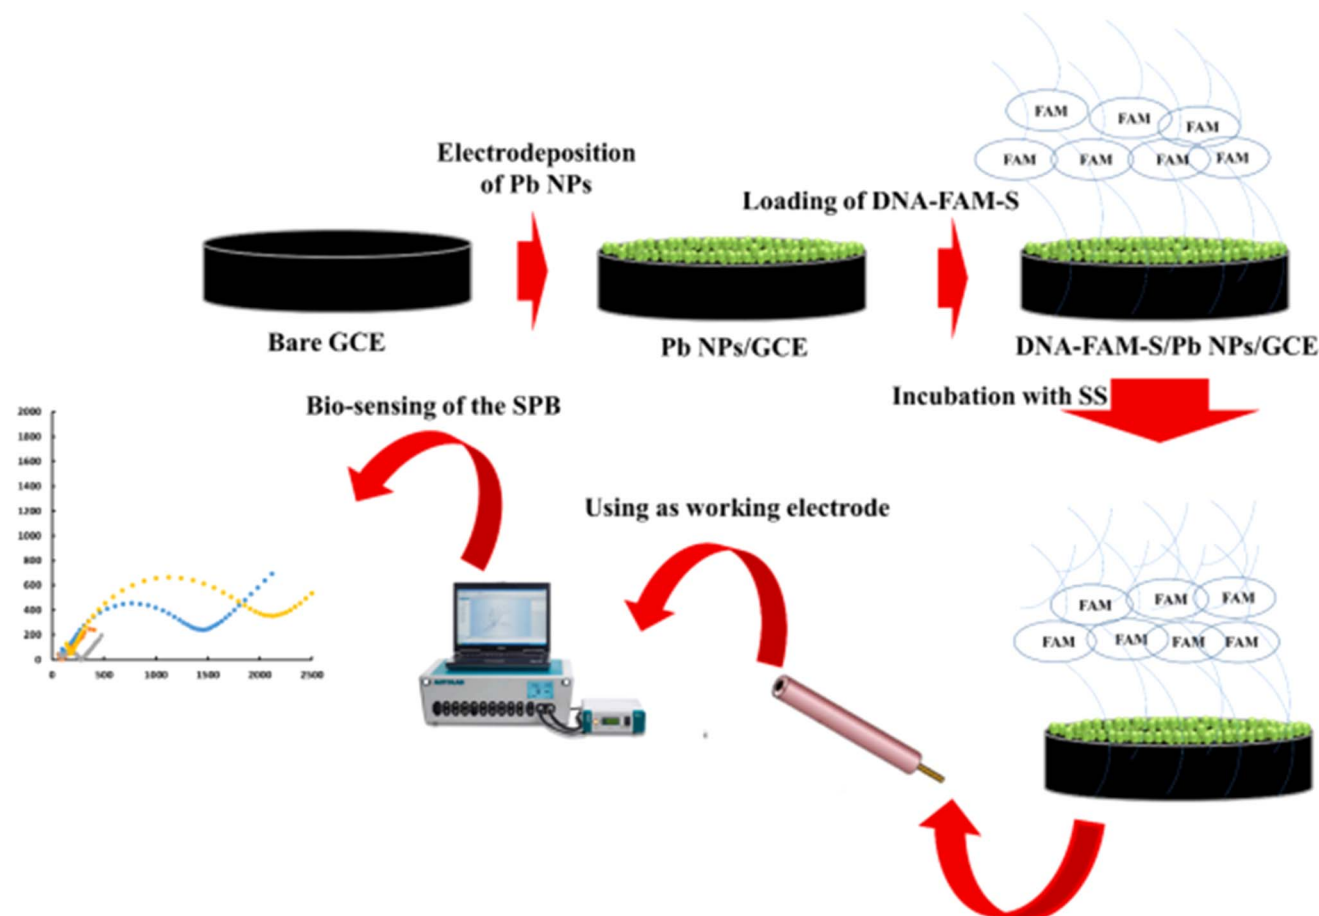 FAM
FAM
FAM
FAM
FAM
FAM
FAM
Electrodeposition
of Pb NPs
Loading of DNA-FAM-S
Bare GCE
Pb NPs/GCE
DNA-FAM-S/Pb NPs/GCE
Incubation with SS
Bio-sensing of the SPB
Using as working electrode
2000
1800
1600
1400
1200
1000
800
600
400
200
0
0 500 1000 1500 2000 2500
FAM
FAM
FAM
FAM
FAM
FAM
FAM